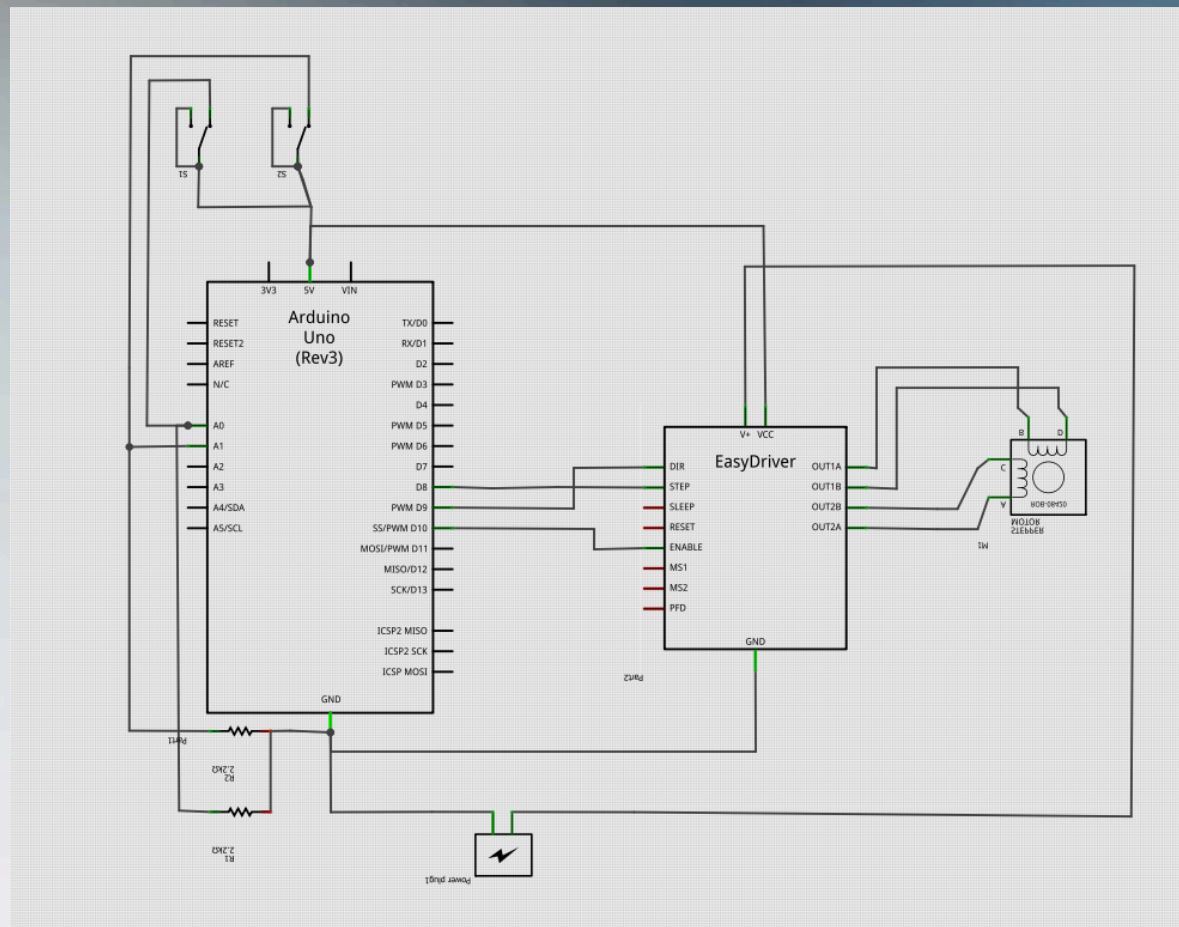 S1
S2
3V3
5V
VIN
Arduino
Uno
(Rev3)
RESET
RESET2
AREF
N/C
A0
A1
A2
A3
A4/SDA
A5/SCL
TX/D0
RX/D1
D2
PWM D3
D4
PWM D5
PWM D6
D7
D8
PWM D9
SS/PWM D10
MOSI/PWM D11
MISO/D12
SCK/D13
ICSP2 MISO
ICSP2 SCK
ICSP MOSI
GND
V+ VCC
EasyDriver
DIR
STEP
SLEEP
RESET
ENABLE
MS1
MS2
PFD
OUT1A
OUT1B
OUT2B
OUT2A
GND
B
D
C
A
ROB-08420
STEPPER
MOTOR
M1
Part2
Part1
R2
2.2kΩ
R1
2.2kΩ
Power plug1